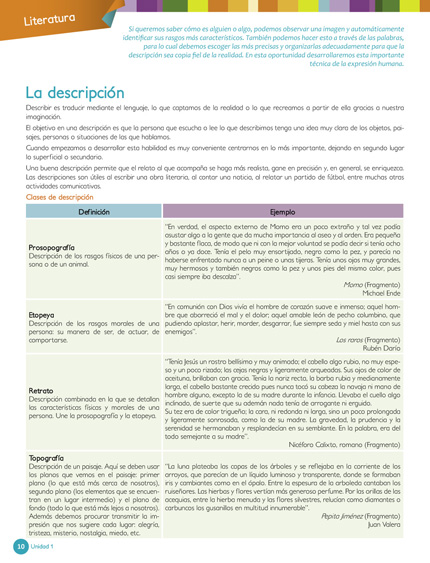 Literatura
Si queremos saber cómo es alguien o algo, podemos observar una imagen y automáticamente
identificar sus rasgos más característicos. También podemos hacer esto a través de las palabras,
para lo cual debemos escoger las más precisas y organizarlas adecuadamente para que la
descripción sea copia fiel de la realidad. En esta oportunidad desarrollaremos esta importante
técnica de la expresión humana.
La descripción
Describir es traducir mediante el lenguaje, lo que captamos de la realidad o lo que recreamos a partir de ella gracias a nuestra
imaginación.
El objetivo en una descripción es que la persona que escucha o lee lo que describimos tenga una idea muy clara de los objetos, pai-
sajes, personas o situaciones de los que hablamos.
Cuando empezamos a desarrollar esta habilidad es muy conveniente centrarnos en lo más importante, dejando en segundo lugar
lo superficial o secundario.
Una buena descripción permite que el relato al que acompaña se haga más realista, gane en precisión y, en general, se enriquezca.
Las descripciones son útiles al escribir una obra literaria, al contar una noticia, al relatar un partido de fútbol, entre muchas otras
actividades comunicativas.
Clases de descripción
Definición
Ejemplo
Prosopografía
Descripción de los rasgos físicos de una per-
sona o de un animal.
"En verdad, el aspecto externo de Momo era un poco extraño y tal vez podía
asustar algo a la gente que da mucha importancia al aseo y al orden. Era pequeña
y bastante flaca, de modo que ni con la mejor voluntad se podía decir si tenía ocho
años o ya doce. Tenía el pelo muy ensortijado, negro como la pez, y parecía no
haberse enfrentado nunca a un peine o unas tijeras. Tenía unos ojos muy grandes,
muy hermosos y también negros como la pez y unos pies del mismo color, pues
casi siempre iba descalza".
Momo (Fragmento)
Michael Ende
Etopeya
Descripción de los rasgos morales de una
persona: su manera de ser, de actuar, de
comportarse.
"En comunión con Dios vivía el hombre de corazón suave e inmenso; aquel hom-
bre que aborreció el mal y el dolor; aquel amable león de pecho columbino, que
pudiendo aplastar, herir, morder, desgarrar, fue siempre seda y miel hasta con sus
enemigos".
Los raros (Fragmento)
Rubén Darío
Retrato
Descripción combinada en la que se detallan
las características físicas y morales de una
persona. Une la prosopografía y la etopeya.
"Tenía Jesús un rostro bellísimo y muy animado; el cabello algo rubio, no muy espe-
so y un poco rizado; las cejas negras y ligeramente arqueadas. Sus ojos de color de
aceituna, brillaban con gracia. Tenía la nariz recta, la barba rubia y medianamente
larga, el cabello bastante crecido pues nunca tocó su cabeza la navaja ni mano de
hombre alguno, excepto la de su madre durante la infancia. Llevaba el cuello algo
inclinado, de suerte que su ademán nada tenía de arrogante ni erguido.
Su tez era de color trigueño; la cara, ni redonda ni larga, sino un poco prolongada
y ligeramente sonrosada, como la de su madre. La gravedad, la prudencia y la
serenidad se hermanaban y resplandecían en su semblante. En la palabra, era del
todo semejante a su madre".
Nicéforo Calixto, romano (Fragmento)
Topografía
Descripción de un paisaje. Aquí se deben usar
los planos que vemos en el paisaje: primer
plano (lo que está más cerca de nosotros),
segundo plano (los elementos que se encuen-
tran en un lugar intermedio) y el plano de
fondo (todo lo que está más lejos a nosotros).
Además debemos procurar transmitir la im-
presión que nos sugiere cada lugar: alegría,
tristeza, misterio, nostalgia, miedo, etc.
"La luna plateaba las copas de los árboles y se reflejaba en la corriente de los
arroyos, que parecían de un líquido luminoso y transparente, donde se formaban
iris y cambiantes como en el ópalo. Entre la espesura de la arboleda cantaban los
ruiseñores. Las hierbas y flores vertían más generoso perfume. Por las orillas de las
acequias, entre la hierba menuda y las flores silvestres, relucían como diamantes o
carbuncos los gusanillos en multitud innumerable".
Pepita Jiménez (Fragmento)
Juan Valera
10 Unidad 1